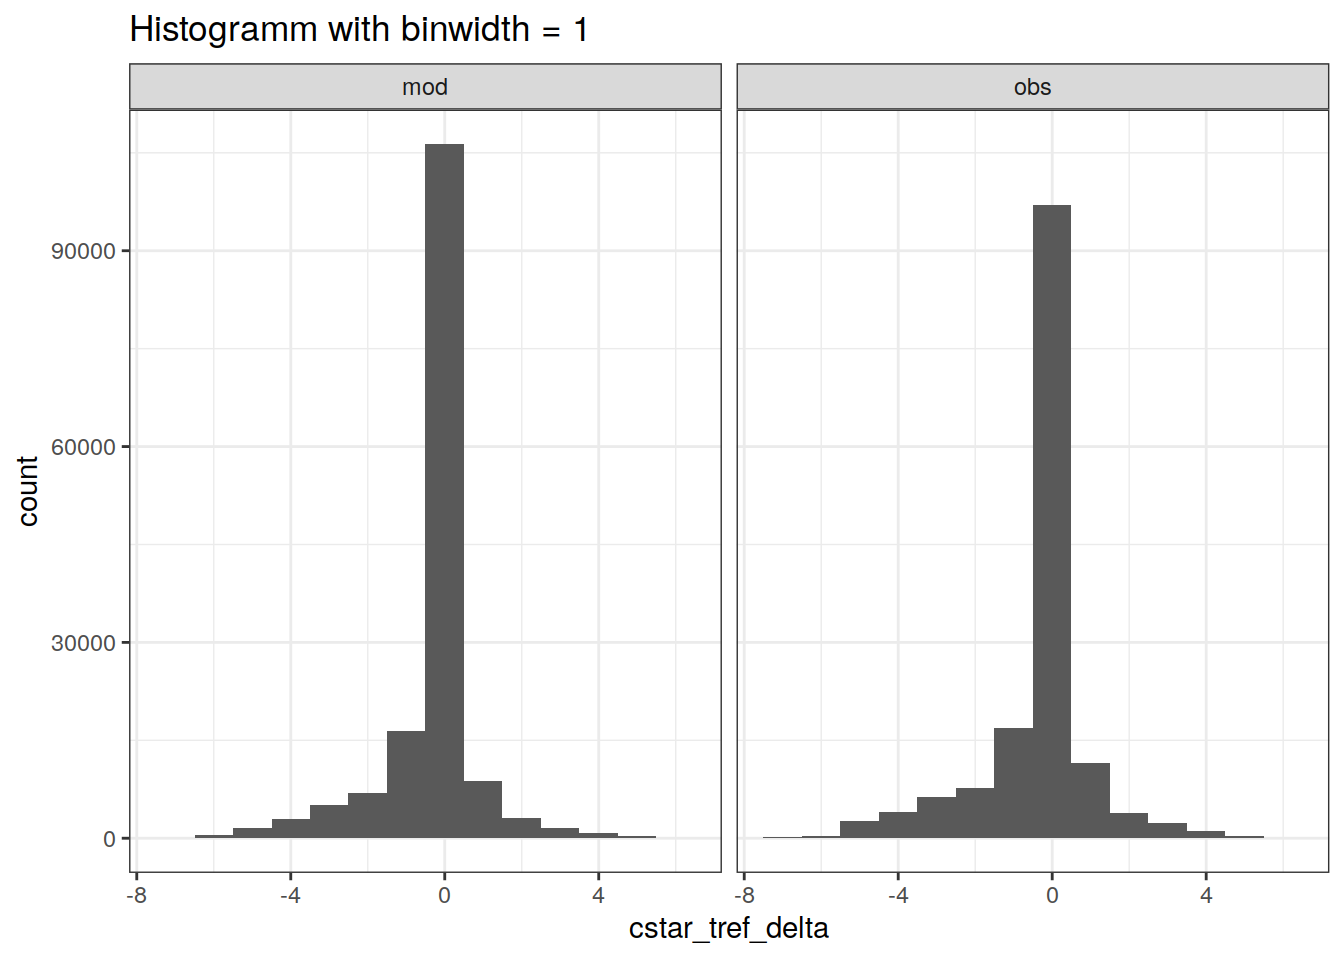 Histogramm with binwidth = 1
mod
obs
count
90000
60000
30000
0
-8
-4
0
4
-8
-4
0
4
cstar_tref_delta